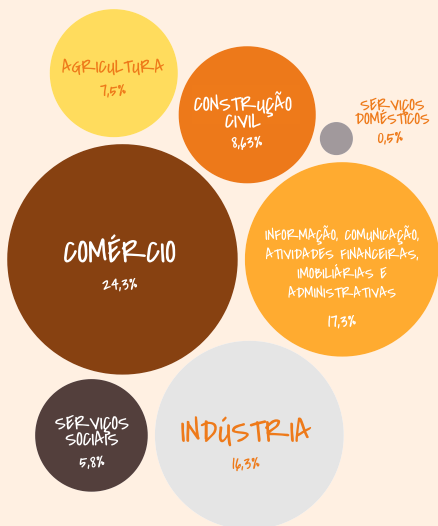 AGRICULTURA
7,5%
CONSTRUÇÃO
CIVIL
8,63%
SERVIÇOS
DOMÉSTICOS
0,5%
COMÉRCIO
24,3%
INFORMAÇÃO, COMUNICAÇÃO,
ATIVIDADES FINANCEIRAS,
IMOBILIÁRIAS E
ADMINISTRATIVAS
17,3%
SERVIÇOS
SOCIAIS
5,8%
INDÚSTRIA
16,3%